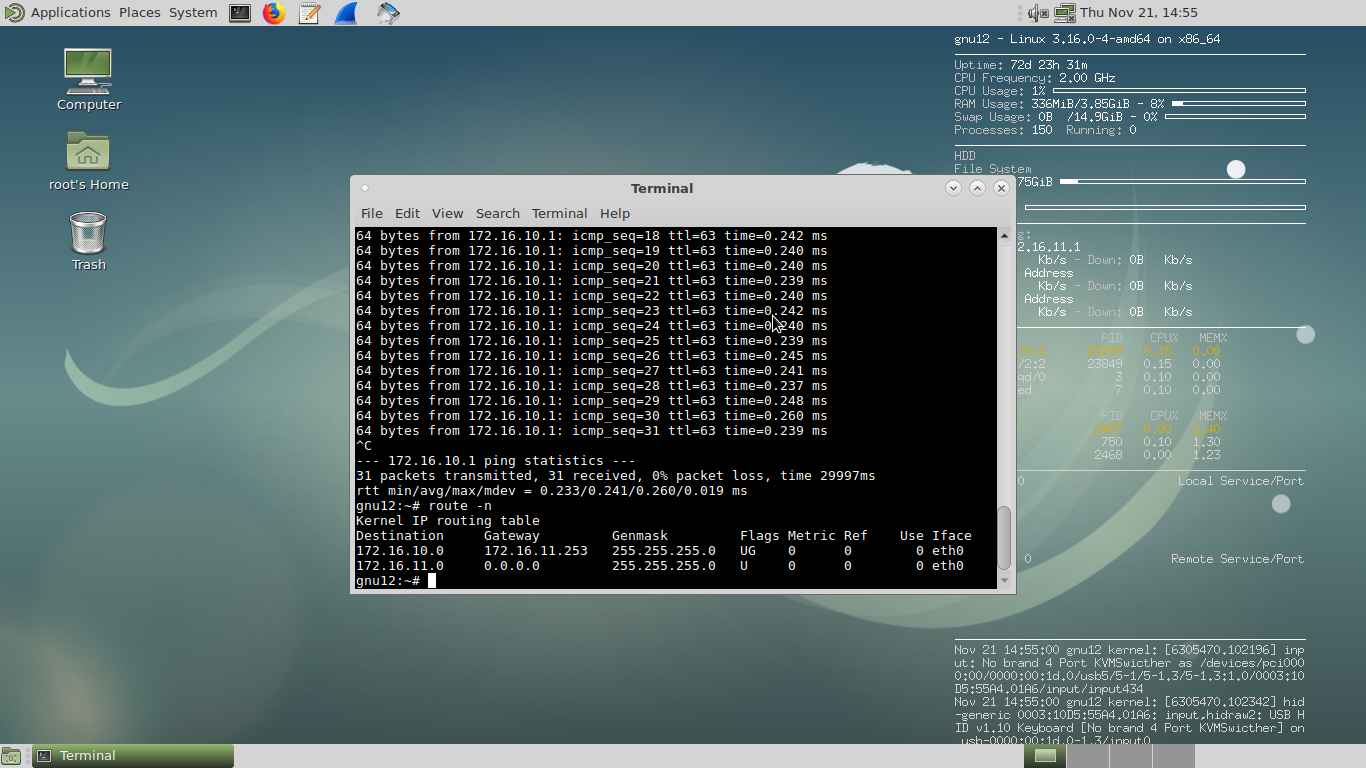 Applications Places System
Thu Nov 21, 14:55
Computer
root's Home
Trash
Terminal
File Edit View Search Terminal Help
64 bytes from 172.16.10.1: icmp_seq=18 ttl=63 time=0.242 ms
64 bytes from 172.16.10.1: icmp_seq=19 ttl=63 time=0.240 ms
64 bytes from 172.16.10.1: icmp_seq=20 ttl=63 time=0.240 ms
64 bytes from 172.16.10.1: icmp_seq=21 ttl=63 time=0.239 ms
64 bytes from 172.16.10.1: icmp_seq=22 ttl=63 time=0.240 ms
64 bytes from 172.16.10.1: icmp_seq=23 ttl=63 time=0.242 ms
64 bytes from 172.16.10.1: icmp_seq=24 ttl=63 time=0.240 ms
64 bytes from 172.16.10.1: icmp_seq=25 ttl=63 time=0.239 ms
64 bytes from 172.16.10.1: icmp_seq=26 ttl=63 time=0.245 ms
64 bytes from 172.16.10.1: icmp_seq=27 ttl=63 time=0.241 ms
64 bytes from 172.16.10.1: icmp_seq=28 ttl=63 time=0.237 ms
64 bytes from 172.16.10.1: icmp_seq=29 ttl=63 time=0.248 ms
64 bytes from 172.16.10.1: icmp_seq=30 ttl=63 time=0.260 ms
64 bytes from 172.16.10.1: icmp_seq=31 ttl=63 time=0.239 ms
^C
--- 172.16.10.1 ping statistics ---
31 packets transmitted, 31 received, 0% packet loss, time 29997ms
rtt min/avg/max/mdev = 0.233/0.241/0.260/0.019 ms
gnu12:~# route -n
Kernel IP routing table
Destination Gateway Genmask Flags Metric Ref Use Iface
172.16.10.0 172.16.11.253 255.255.255.0 UG 0 0 0 eth0
172.16.11.0 0.0.0.0 255.255.255.0 U 0 0 0 eth0
gnu12:~#
gnu12 - Linux 3.16.0-4-amd64 on x86_64
Uptime: 72d 23h 31m
CPU Frequency: 2.00 GHz
CPU Usage: 1%
RAM Usage: 336MiB/3.85GiB - 8%
Swap Usage: 0B /14.9GiB - 0%
Processes: 150 Running: 0
HDD
File System
75GiB
g:
2.16.11.1
Kb/s - Down: 0B Kb/s
Address
Kb/s - Down: 0B Kb/s
Address
Kb/s - Down: 0B Kb/s
PID CPU% MEM%
0.15 0.00
/2:2 23849 0.15 0.00
qd/0 3 0.10 0.00
ed 7 0.10 0.00
PID CPU% MEM%
1.40
750 0.10 1.30
2468 0.00 1.23
0 Local Service/Port
0 Remote Service/Port
Nov 21 14:55:00 gnu12 kernel: [6305470.102196] inp
ut: No brand 4 Port KVMSwicther as /devices/pci000
0:00/0000:00:1d.0/usb5/5-1/5-1.3/5-1.3:1.0/0003:10
D5:55A4.01A6/input/input434
Nov 21 14:55:00 gnu12 kernel: [6305470.102342] hid
-generic 0003:10D5:55A4.01A6: input,hidraw2: USB H
ID v1.10 Keyboard [No brand 4 Port KVMSwicther] on
usb-0000:00:1d.0-1.3/input0
Terminal